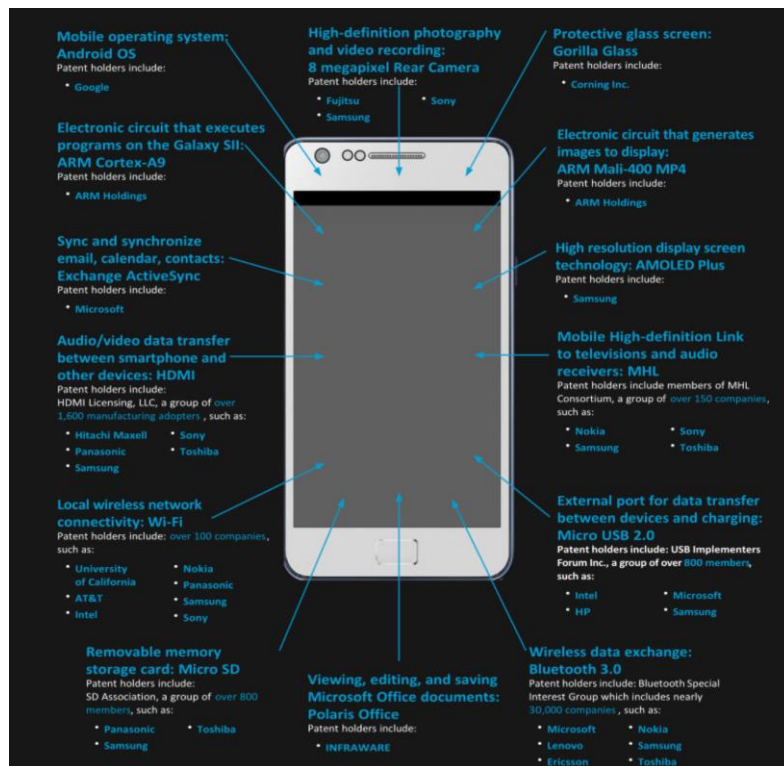 Mobile operating system:
Android OS
Patent holders include:
• Google
High-definition photography
and video recording:
8 megapixel Rear Camera
Patent holders include:
• Fujitsu
• Samsung
• Sony
Protective glass screen:
Gorilla Glass
Patent holders include:
• Corning Inc.
Electronic circuit that executes
programs on the Galaxy SII:
ARM Cortex-A9
Patent holders include:
• ARM Holdings
Electronic circuit that generates
images to display:
ARM Mali-400 MP4
Patent holders include:
• ARM Holdings
Sync and synchronize
email, calendar, contacts:
Exchange ActiveSync
Patent holders include:
• Microsoft
High resolution display screen
technology: AMOLED Plus
Patent holders include:
• Samsung
Audio/video data transfer
between smartphone and
other devices: HDMI
Patent holders include:
HDMI Licensing, LLC, a group of over
1,600 manufacturing adopters , such as:
• Hitachi Maxell
• Panasonic
• Samsung
• Sony
• Toshiba
Mobile High-definition Link
to televisions and audio
receivers: MHL
Patent holders include members of MHL
Consortium, a group of over 150 companies,
such as:
• Nokia
• Samsung
• Sony
• Toshiba
Local wireless network
connectivity: Wi-Fi
Patent holders include: over 100 companies,
such as:
• University
of California
• AT&T
• Intel
• Nokia
• Panasonic
• Samsung
• Sony
External port for data transfer
between devices and charging:
Micro USB 2.0
Patent holders include: USB Implementers
Forum Inc., a group of over 800 members,
such as:
• Intel
• HP
• Microsoft
• Samsung
Removable memory
storage card: Micro SD
Patent holders include:
SD Association, a group of over 800
members, such as:
• Panasonic
• Samsung
• Toshiba
Viewing, editing, and saving
Microsoft Office documents:
Polaris Office
Patent holders include:
• INFRAWARE
Wireless data exchange:
Bluetooth 3.0
Patent holders include: Bluetooth Special
Interest Group which includes nearly
30,000 companies , such as:
• Microsoft
• Lenovo
• Ericsson
• Nokia
• Samsung
• Toshiba